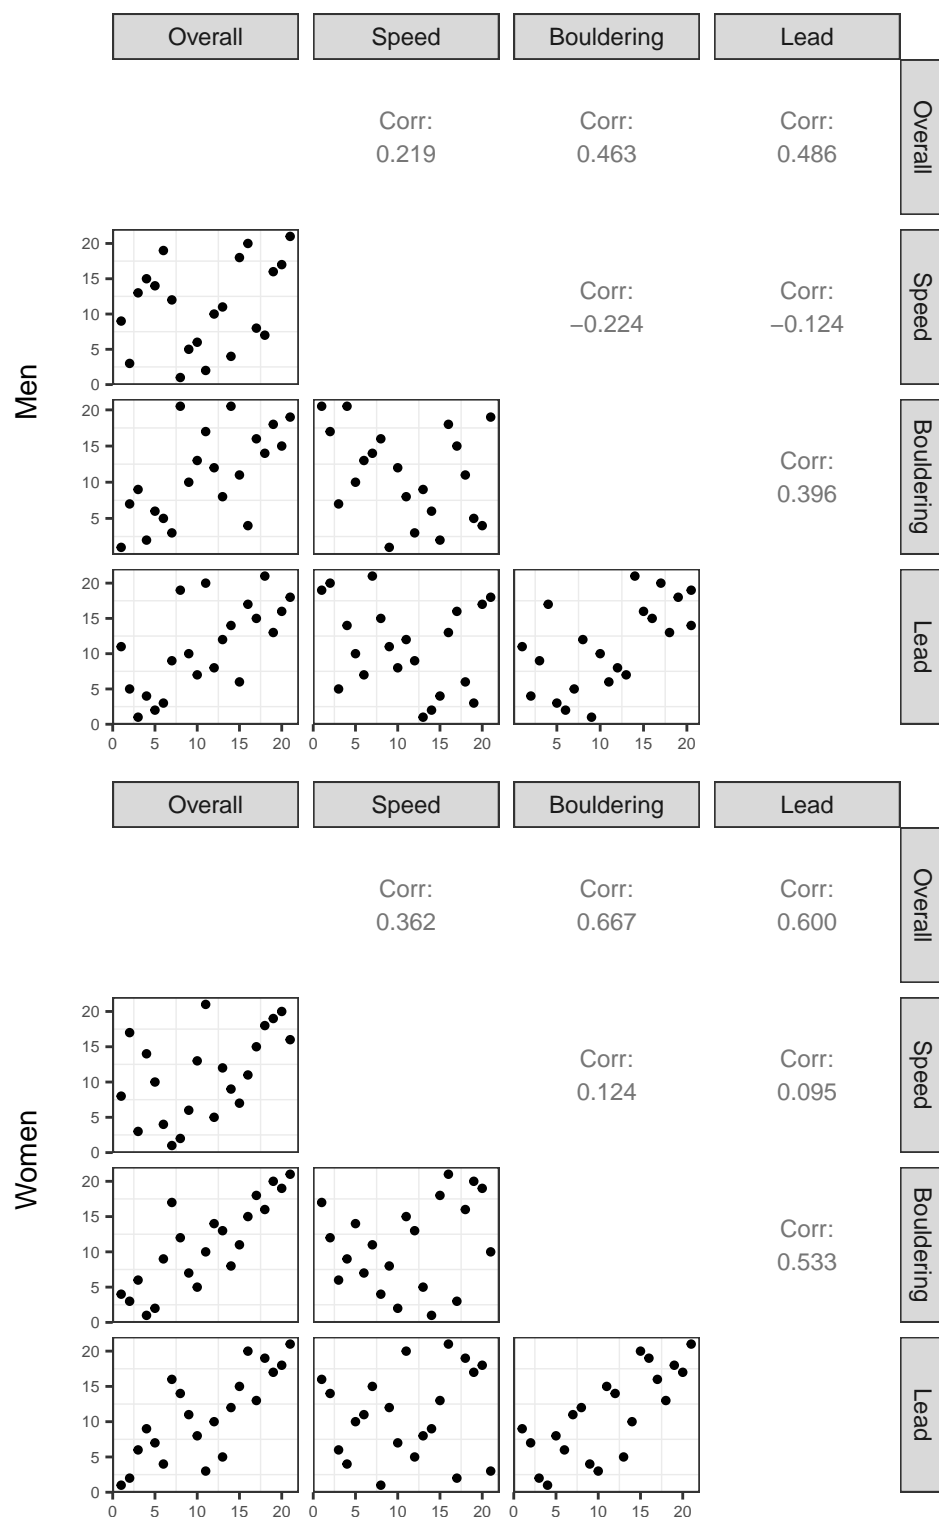 Overall Speed Bouldering Lead
Corr: Corr: Corr:
0.219 0.463 0.486
Overall
Men
20
15
10
5
0
Corr: Corr:
−0.224 −0.124
Speed
20
15
10
5
Corr:
0.396
Bouldering
20
15
10
5
0
Lead
0 5 10 15 20 0 5 10 15 20 5 10 15 20
Overall Speed Bouldering Lead
Corr: Corr: Corr:
0.362 0.667 0.600
Overall
Women
20
15
10
5
0
Corr: Corr:
0.124 0.095
Speed
20
15
10
5
0
Corr:
0.533
Bouldering
20
15
10
5
0
Lead
0 5 10 15 20 0 5 10 15 20 0 5 10 15 20